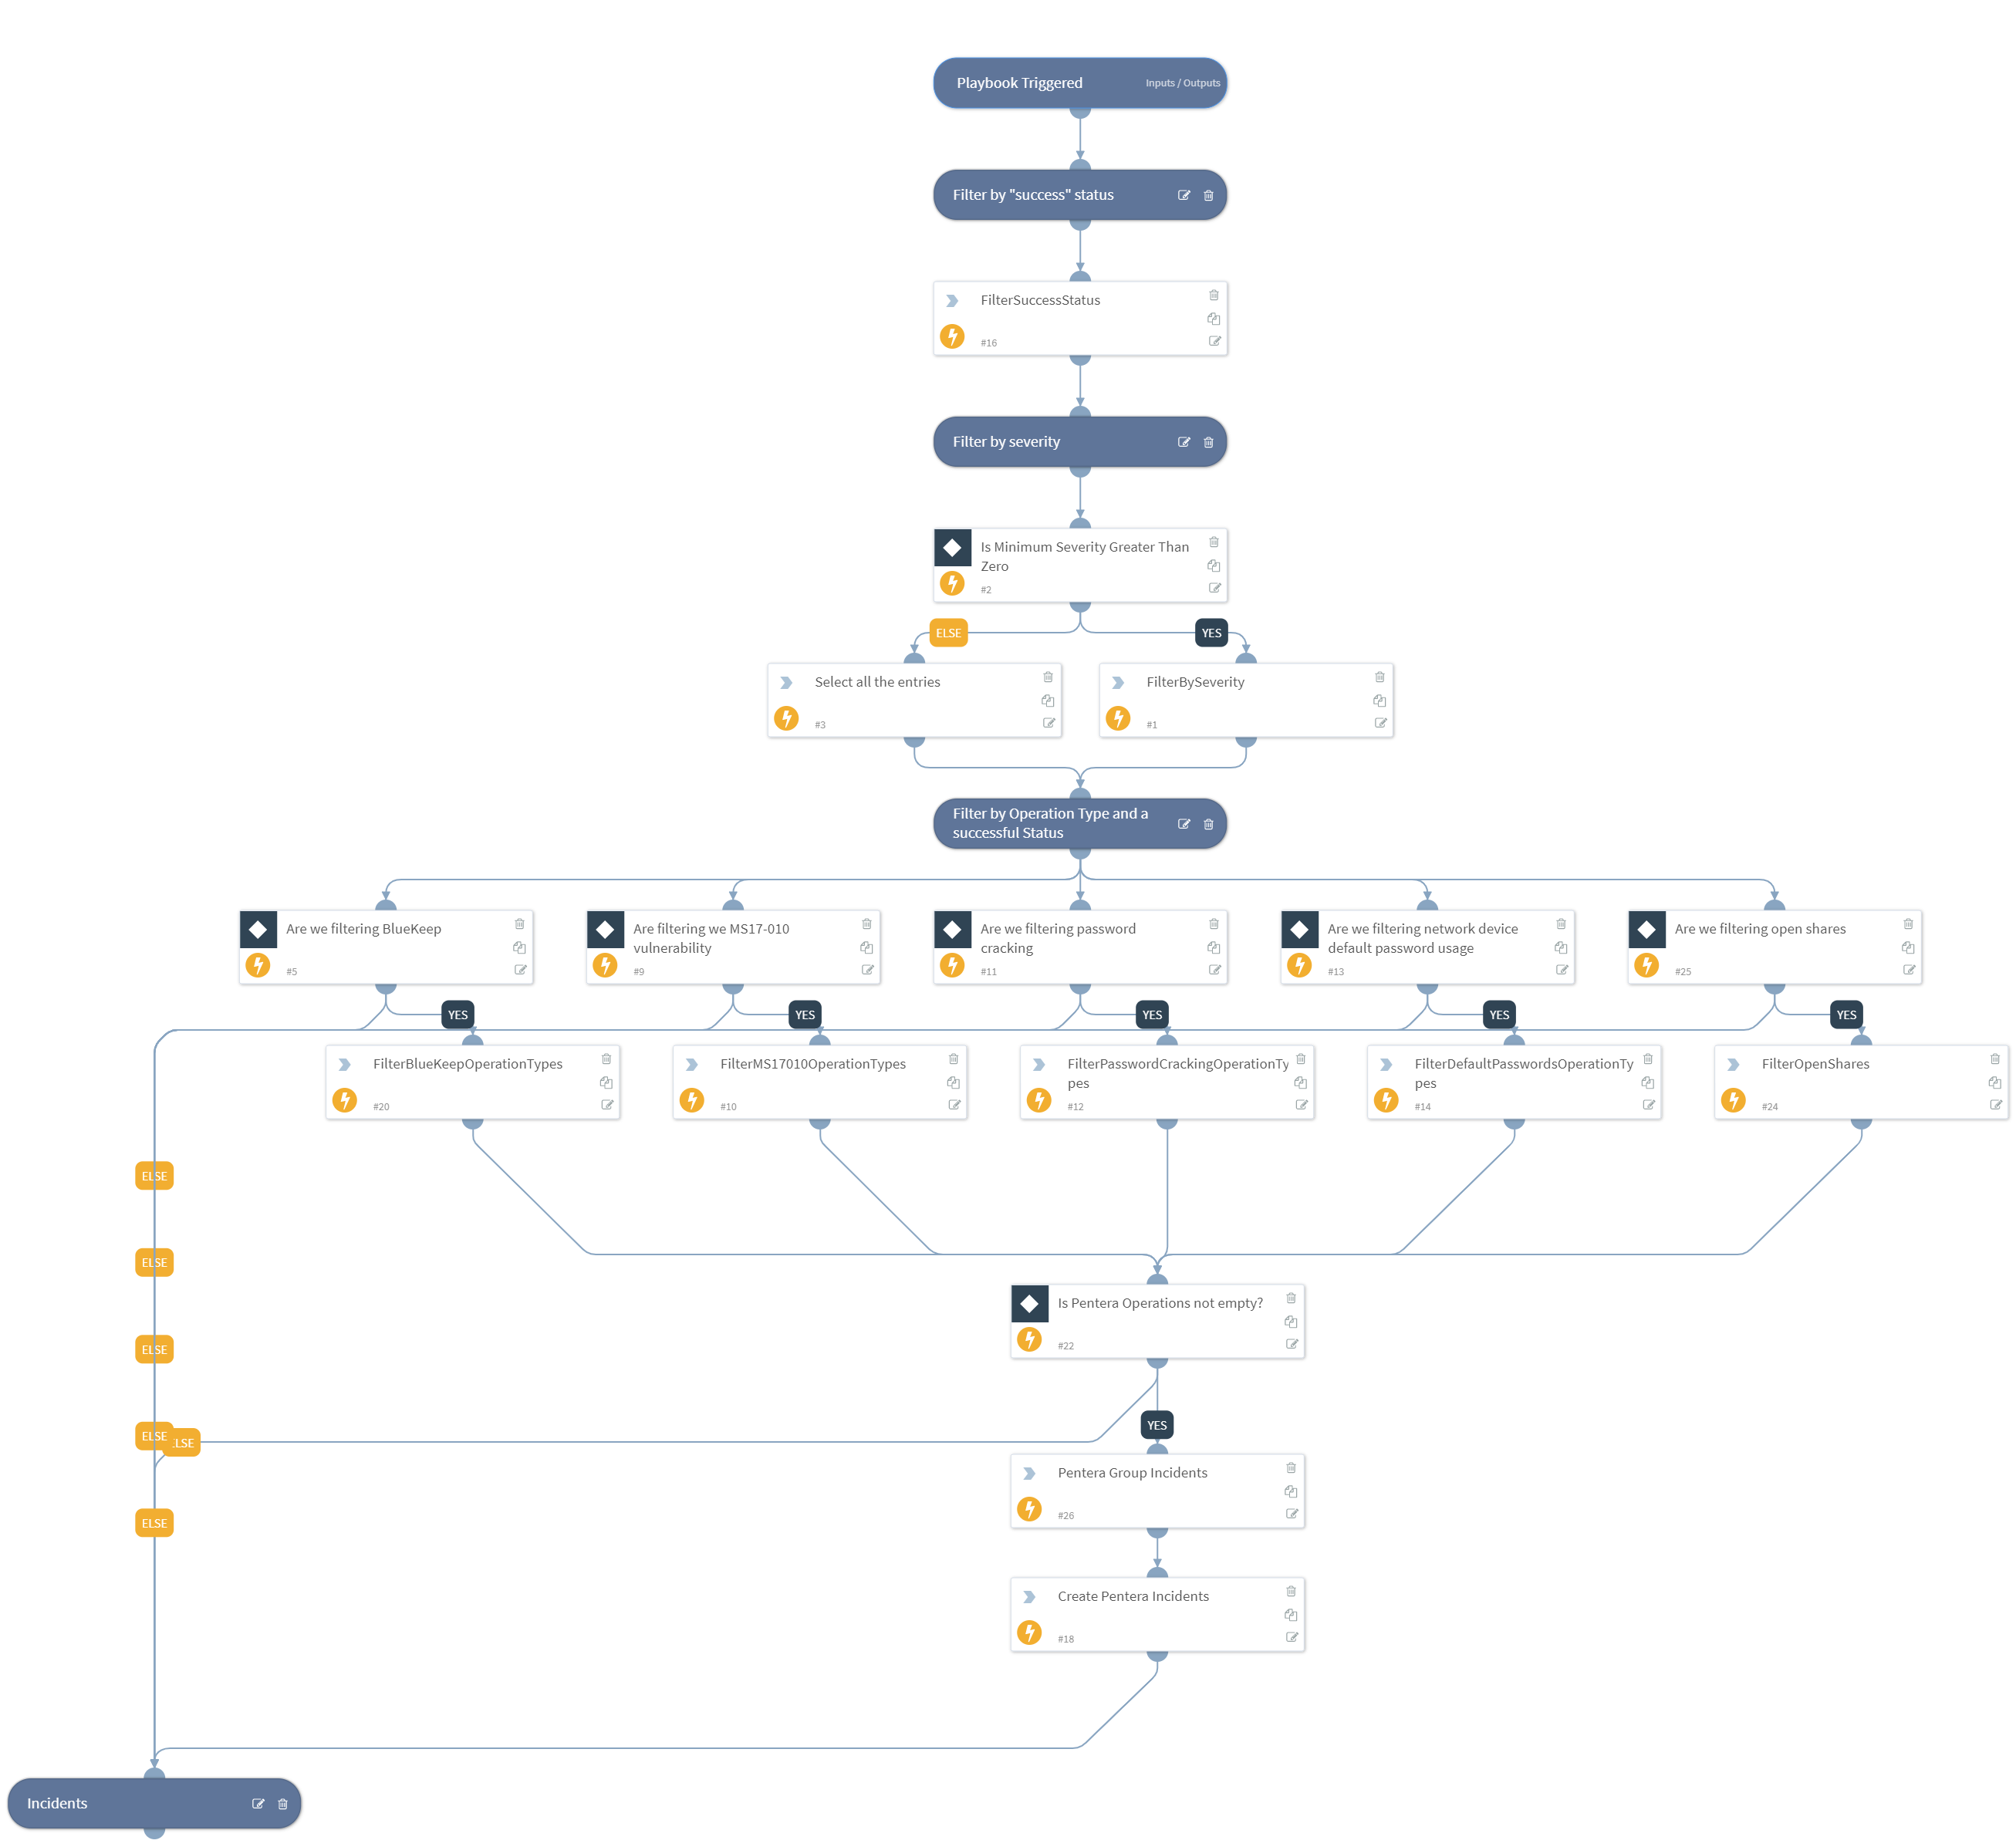 Playbook Triggered
Inputs / Outputs
Filter by "success" status
FilterSuccessStatus
#16
Filter by severity
Is Minimum Severity Greater Than
Zero
#2
ELSE
YES
Select all the entries
#3
FilterBySeverity
#1
Filter by Operation Type and a
successful Status
Are we filtering BlueKeep
#5
Are filtering we MS17-010
vulnerability
#9
Are we filtering password
cracking
#11
Are we filtering network device
default password usage
#13
Are we filtering open shares
#25
YES
YES
YES
YES
YES
FilterBlueKeepOperationTypes
#20
FilterMS17010OperationTypes
#10
FilterPasswordCrackingOperationTy
pes
#12
FilterDefaultPasswordsOperationTy
pes
#14
FilterOpenShares
#24
ELSE
ELSE
Is Pentera Operations not empty?
#22
ELSE
YES
ELSE
ELSE
Pentera Group Incidents
#26
ELSE
Create Pentera Incidents
#18
Incidents